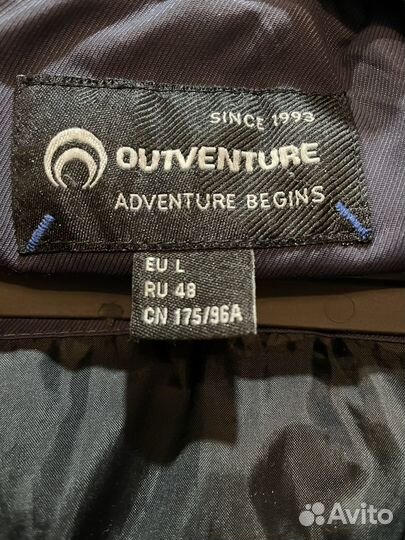 SINCE 1993
OUTVENTURE
ADVENTURE BEGINS
EU L
RU 48
CN 175/96A
Avito